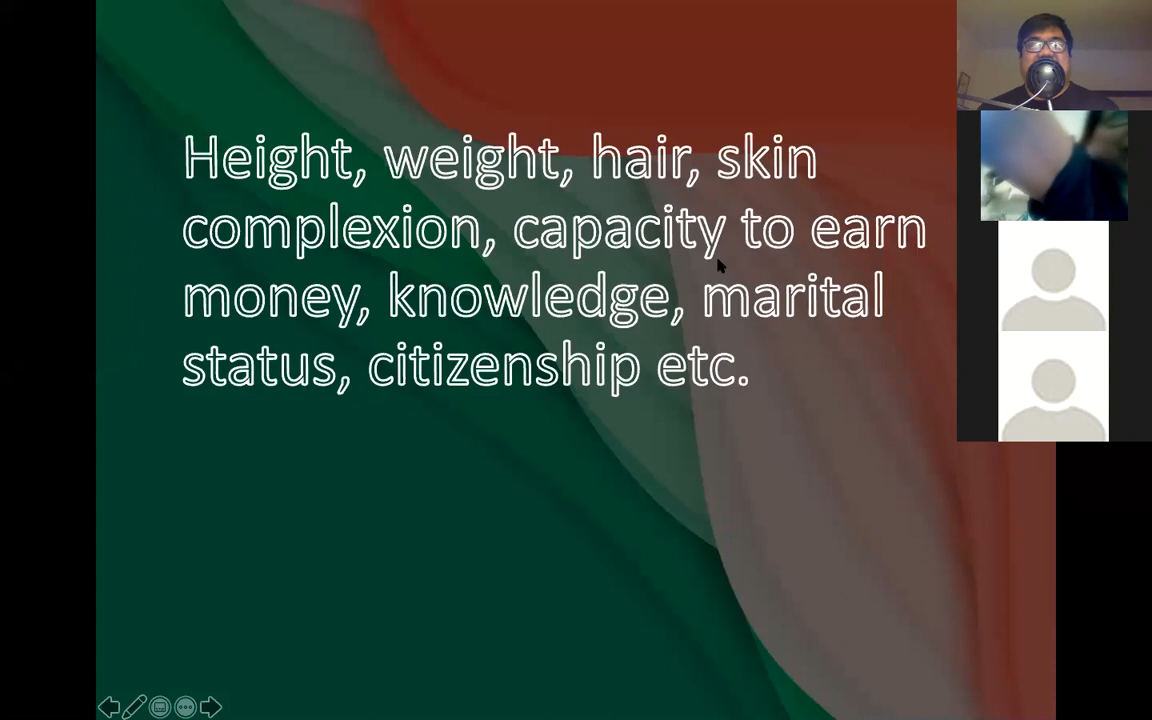 Height, weight, hair, skin
complexion, capacity to earn
money, knowledge, marital
status, citizenship etc.